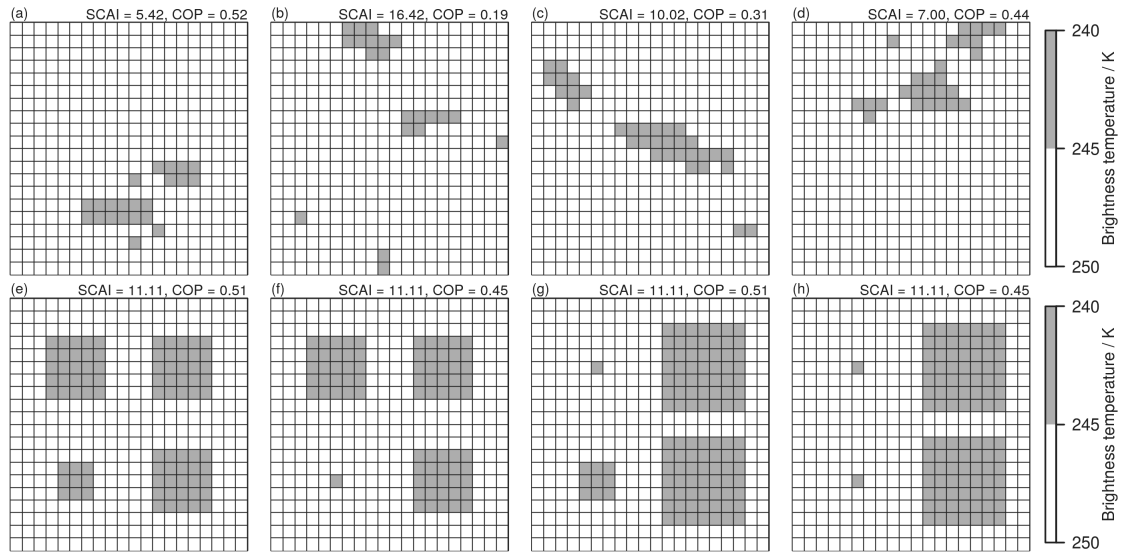 (a) SCAI = 5.42, COP = 0.52
(b) SCAI = 16.42, COP = 0.19
(c) SCAI = 10.02, COP = 0.31
(d) SCAI = 7.00, COP = 0.44
240
245
250
Brightness temperature / K
(e) SCAI = 11.11, COP = 0.51
(f) SCAI = 11.11, COP = 0.45
(g) SCAI = 11.11, COP = 0.51
(h) SCAI = 11.11, COP = 0.45
240
245
250
Brightness temperature / K